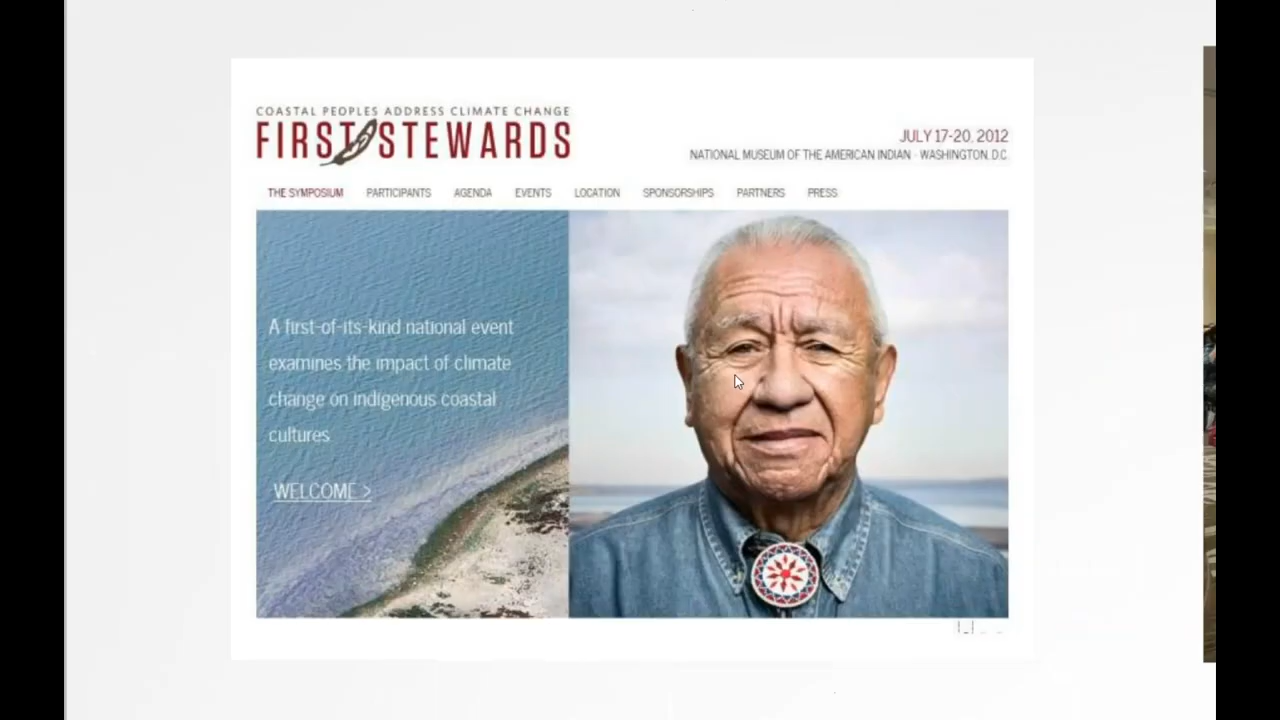 COASTAL PEOPLES ADDRESS CLIMATE CHANGE
FIRST STEWARDS
JULY 17-20, 2012
NATIONAL MUSEUM OF THE AMERICAN INDIAN - WASHINGTON, D.C.
THE SYMPOSIUM PARTICIPANTS AGENDA EVENTS LOCATION SPONSORSHIPS PARTNERS PRESS
A first-of-its-kind national event
examines the impact of climate
change on indigenous coastal
cultures
WELCOME >